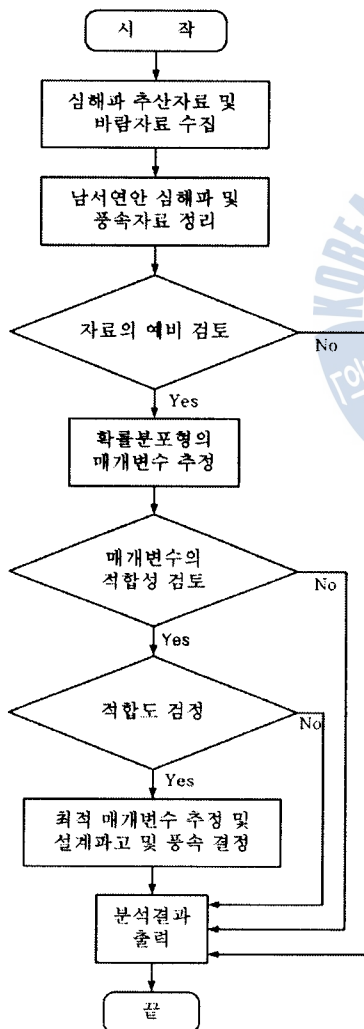 시 작
심해파 추산자료 및
바람자료 수집
남서연안 심해파 및
풍속자료 정리
자료의 예비 검토
No
Yes
확률분포형의
매개변수 추정
매개변수의
적합성 검토
No
Yes
적합도 검정
No
Yes
최적 매개변수 추정 및
설계파고 및 풍속 결정
분석결과
출력
끝
KOREA